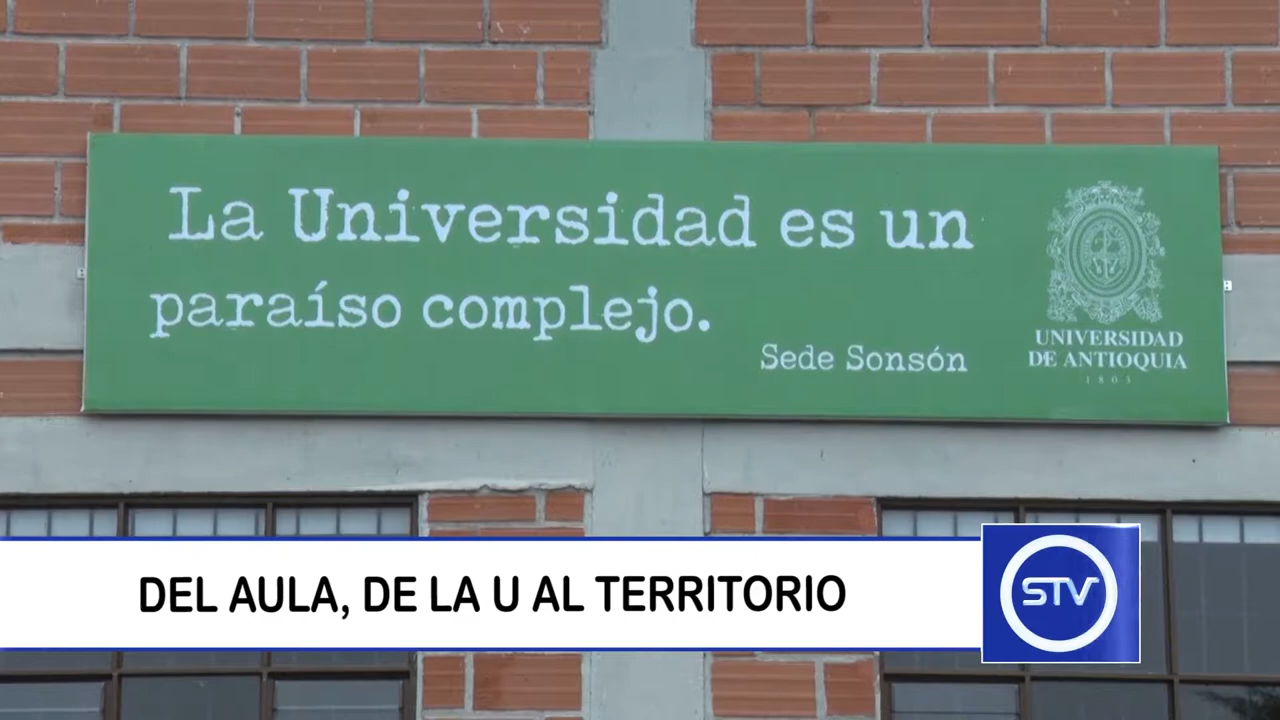 La Universidad es un
paraíso complejo.
Sede Sonsón
UNIVERSIDAD
DE ANTIOQUIA
1803
DEL AULA, DE LA U AL TERRITORIO
STV